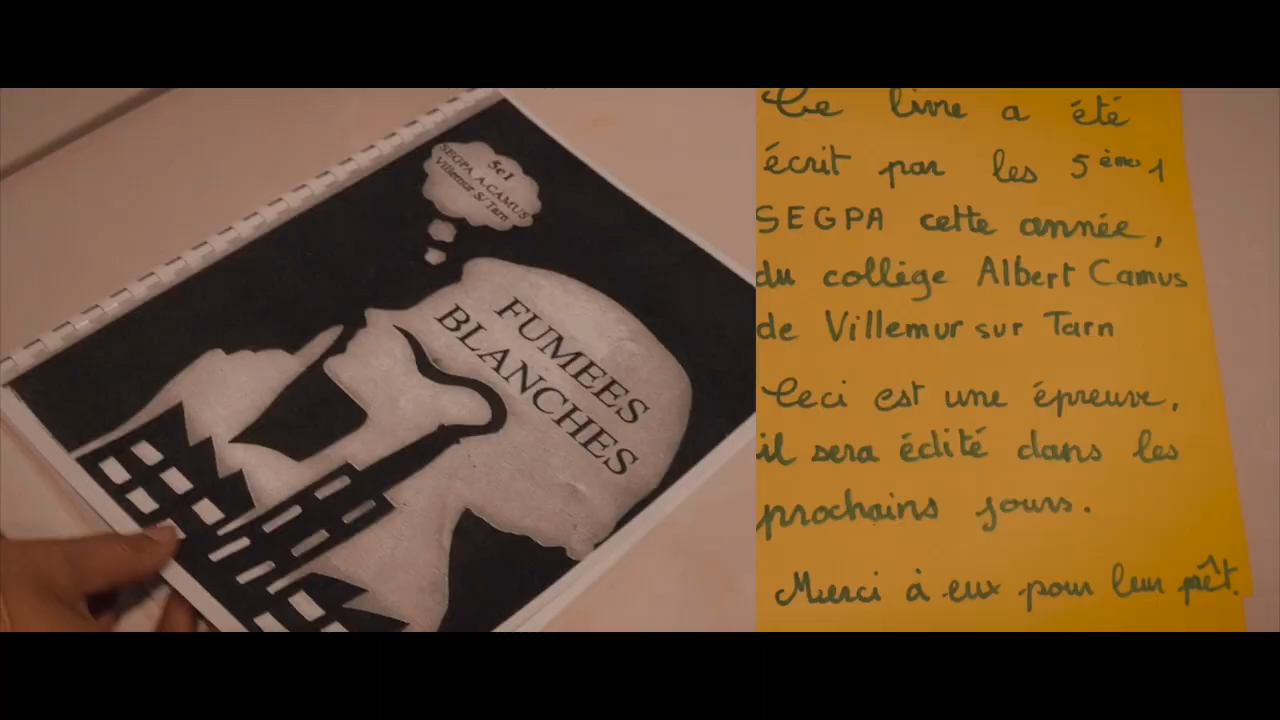 5e1
SEGPA A.CAMUS
Villemur S/ Tarn
FUMEES
BLANCHES
Ce livre a été
écrit par les 5ème 1
SEGPA cette année,
du collège Albert Camus
de Villemur sur Tarn
Ceci est une épreuve,
il sera édité dans les
prochains jours.
Merci à eux pour leur prêt.